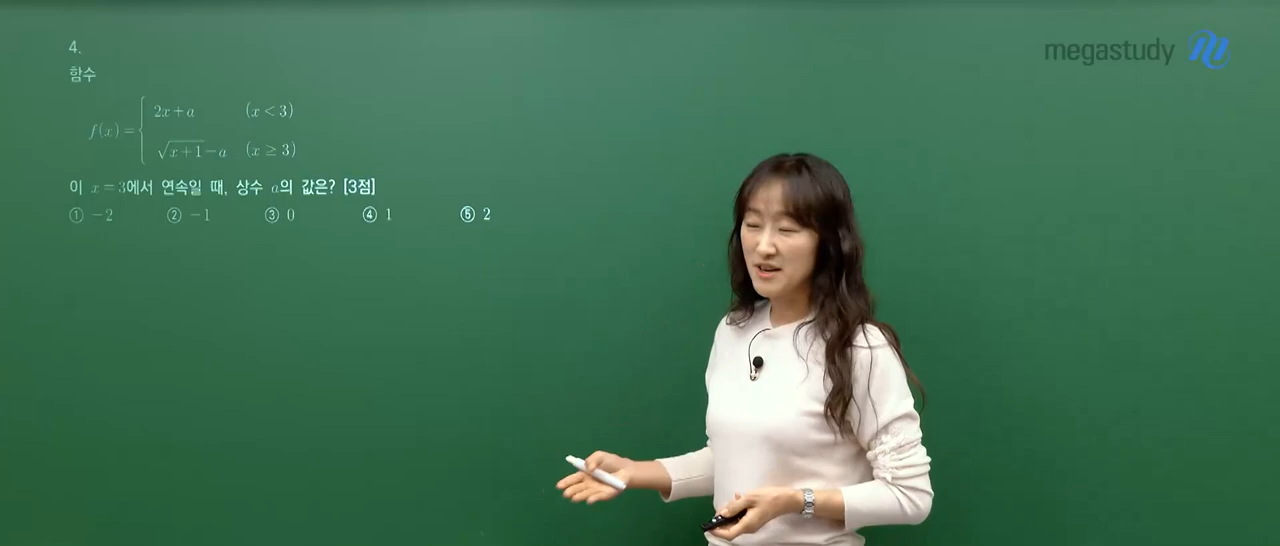 4.
함수
f(x) = { 2x + a (x < 3)
√(x+1) − a (x ≥ 3)
이 x = 3에서 연속일 때, 상수 a의 값은? [3점]
① −2 ② −1 ③ 0 ④ 1 ⑤ 2
megastudy